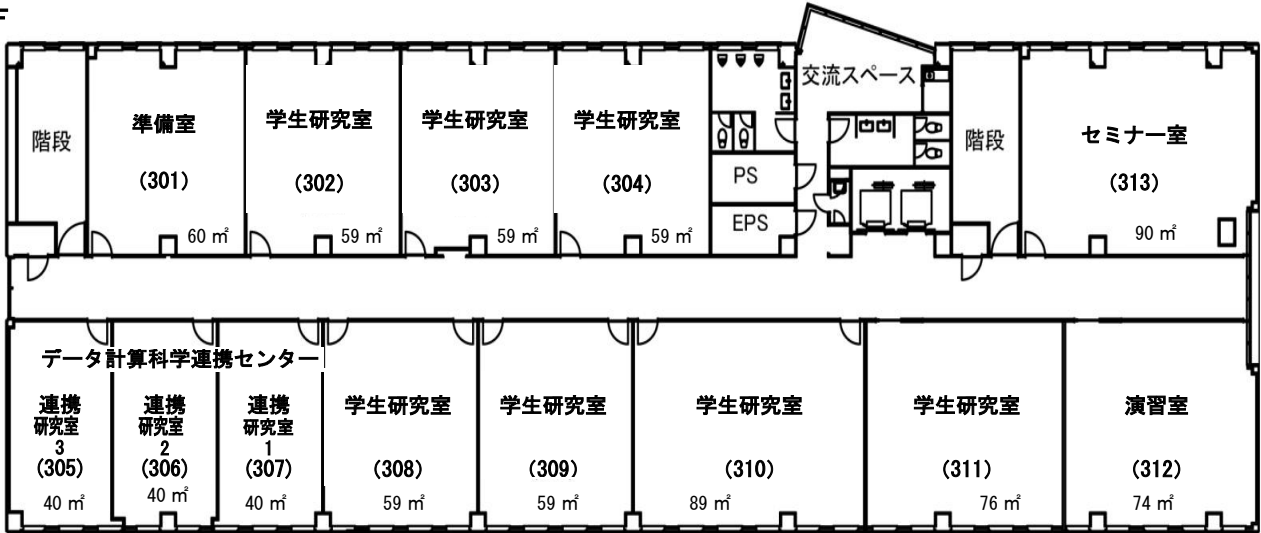 階段
準備室
(301)
60 ㎡
学生研究室
(302)
59 ㎡
学生研究室
(303)
59 ㎡
学生研究室
(304)
59 ㎡
PS
EPS
交流スペース
階段
セミナー室
(313)
90 ㎡
データ計算科学連携センター
連携
研究室
3
(305)
40 ㎡
連携
研究室
2
(306)
40 ㎡
連携
研究室
1
(307)
40 ㎡
学生研究室
(308)
59 ㎡
学生研究室
(309)
59 ㎡
学生研究室
(310)
89 ㎡
学生研究室
(311)
76 ㎡
演習室
(312)
74 ㎡